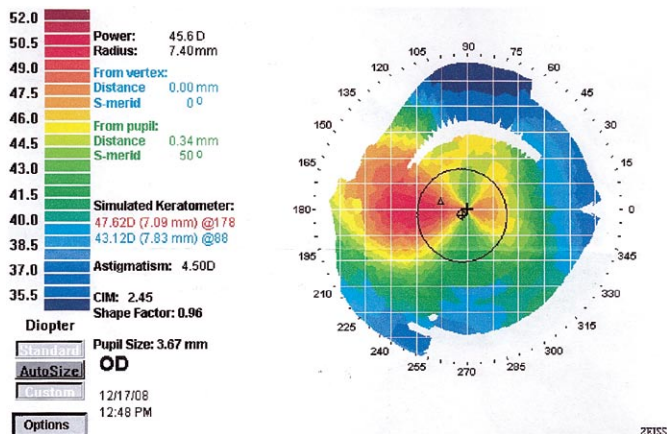 52.0
50.5
49.0
47.5
46.0
44.5
43.0
41.5
40.0
38.5
37.0
35.5
Diopter
Standard
AutoSize
Custom
Options
Power: 45.6 D
Radius: 7.40 mm
From vertex:
Distance 0.00 mm
S-merid 0 º
From pupil:
Distance 0.34 mm
S-merid 50 º
Simulated Keratometer:
47.62D (7.09 mm) @178
43.12D (7.83 mm) @88
Astigmatism: 4.50D
CIM: 2.45
Shape Factor: 0.96
Pupil Size: 3.67 mm
OD
12/17/08
12:48 PM
105 90 75
120 60
45
150 30
165 15
180 0
195 345
210
225 315
240 300
255 270 285
ZEISS